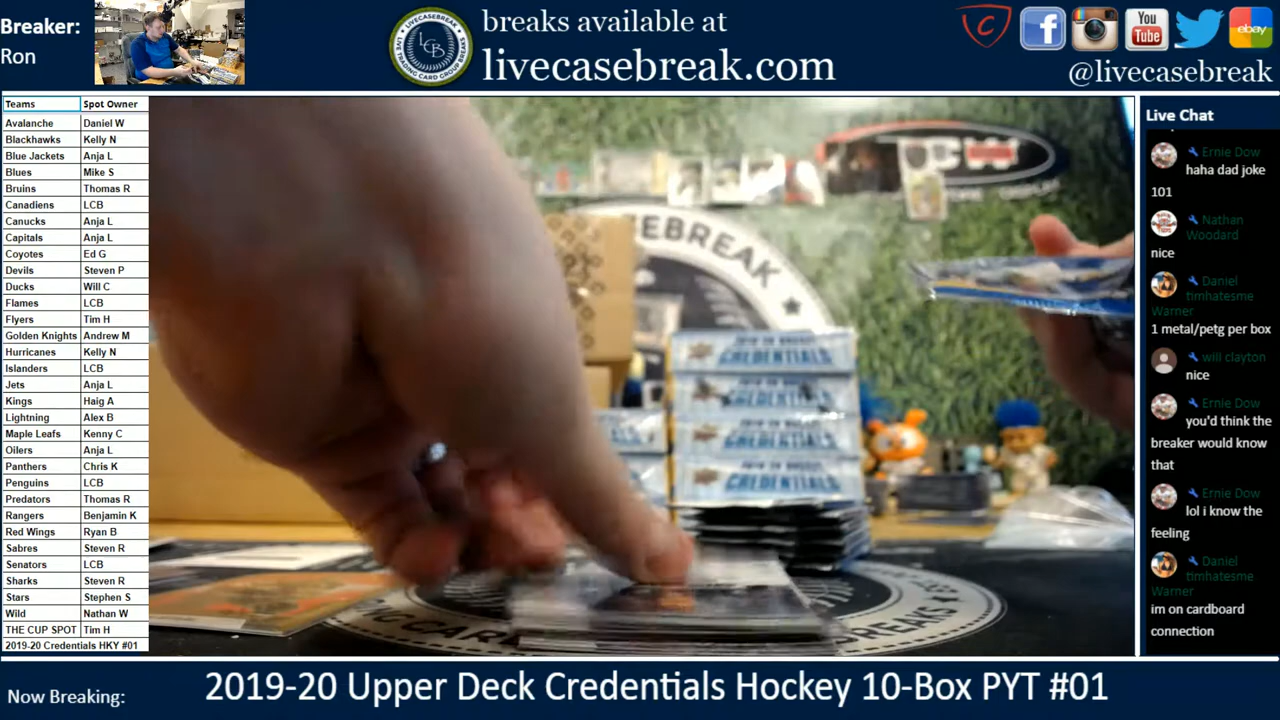 Breaker:
Ron
LCB
breaks available at
livecasebreak.com
You
Tube
ebay
@livecasebreak
Teams Spot Owner
Avalanche Daniel W
Blackhawks Kelly N
Blue Jackets Anja L
Blues Mike S
Bruins Thomas R
Canadiens LCB
Canucks Anja L
Capitals Anja L
Coyotes Ed G
Devils Steven P
Ducks Will C
Flames LCB
Flyers Tim H
Golden Knights Andrew M
Hurricanes Kelly N
Islanders LCB
Jets Anja L
Kings Haig A
Lightning Alex B
Maple Leafs Kenny C
Oilers Anja L
Panthers Chris K
Penguins LCB
Predators Thomas R
Rangers Benjamin K
Red Wings Ryan B
Sabres Steven R
Senators LCB
Sharks Steven R
Stars Stephen S
Wild Nathan W
THE CUP SPOT Tim H
2019-20 Credentials HKY #01
EBREAK
CREDENTIALS
CREDENTIALS
CREDENTIALS
CREDENTIALS
BREAKS
Live Chat
Ernie Dow
haha dad joke
101
Nathan
Woodard
nice
Daniel
timhatesme
Warner
1 metal/petg per box
will clayton
nice
Ernie Dow
you'd think the
breaker would know
that
Ernie Dow
lol i know the
feeling
Daniel
timhatesme
Warner
im on cardboard
connection
Now Breaking:
2019-20 Upper Deck Credentials Hockey 10-Box PYT #01